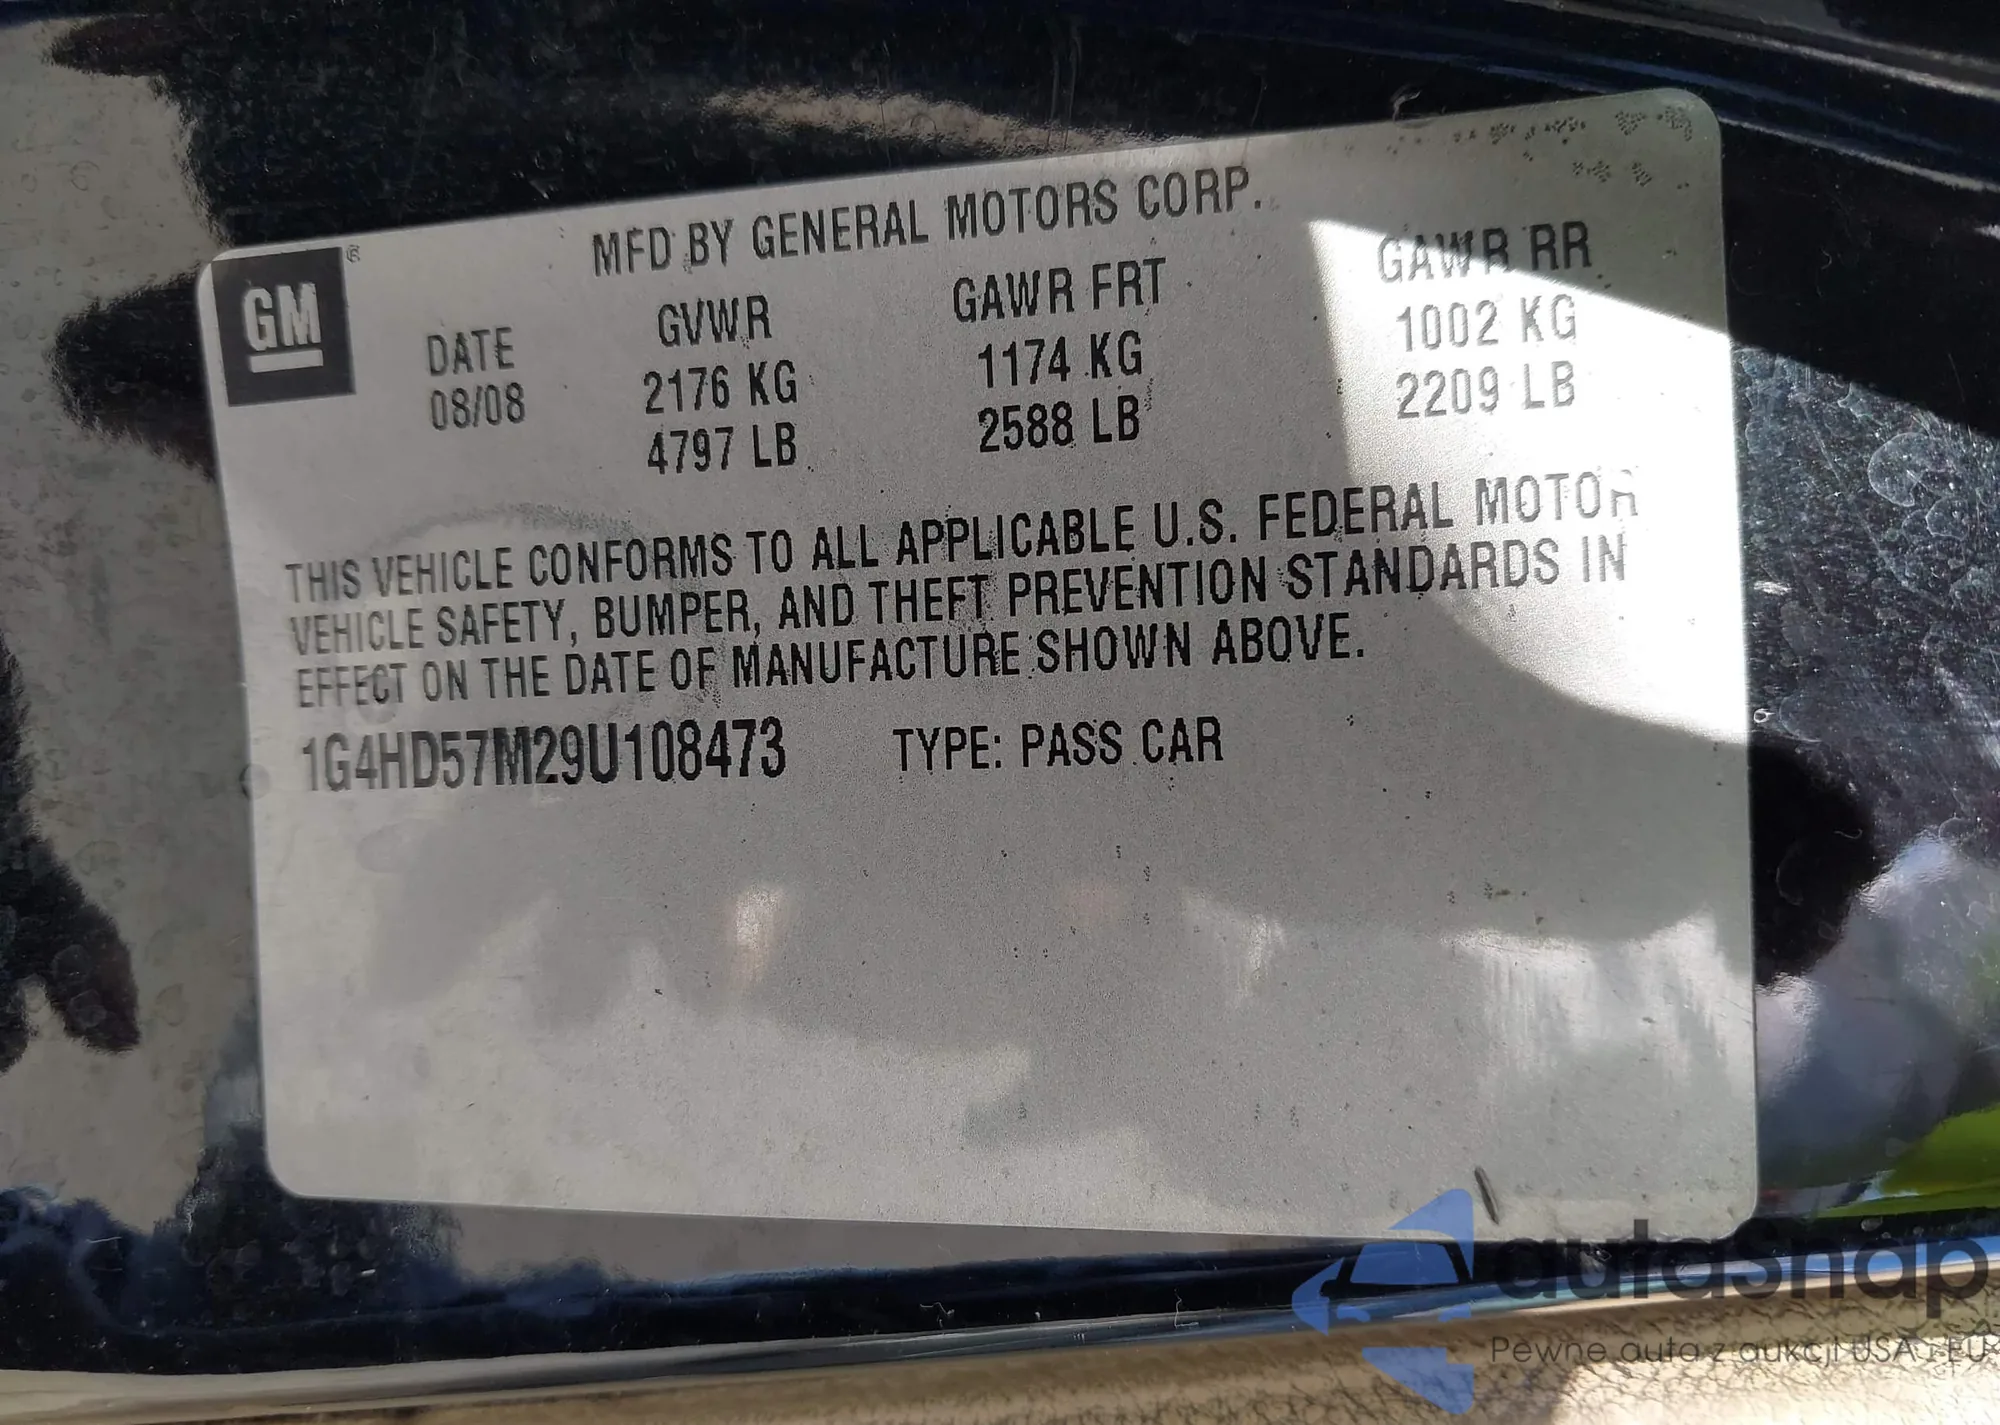 GM ®
MFD BY GENERAL MOTORS CORP.
DATE GVWR GAWR FRT GAWR RR
08/08 2176 KG 1174 KG 1002 KG
4797 LB 2588 LB 2209 LB
THIS VEHICLE CONFORMS TO ALL APPLICABLE U.S. FEDERAL MOTOR
VEHICLE SAFETY, BUMPER, AND THEFT PREVENTION STANDARDS IN
EFFECT ON THE DATE OF MANUFACTURE SHOWN ABOVE.
1G4HD57M29U108473 TYPE: PASS CAR
autosnap
Pewne auta z aukcji USA i EU